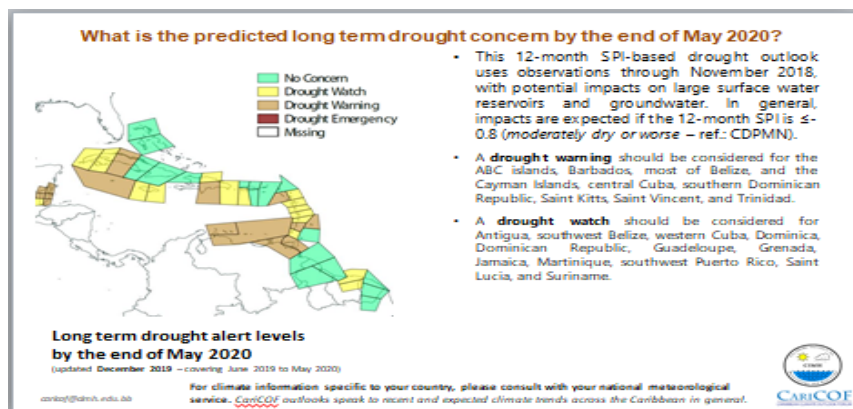 What is the predicted long term drought concern by the end of May 2020?
No Concern
Drought Watch
Drought Warning
Drought Emergency
Missing
• This 12-month SPI-based drought outlook
uses observations through November 2018,
with potential impacts on large surface water
reservoirs and groundwater. In general,
impacts are expected if the 12-month SPI is ≤-
0.8 (moderately dry or worse – ref.: CDPMN).
• A drought warning should be considered for the
ABC islands, Barbados, most of Belize, and the
Cayman Islands, central Cuba, southern Dominican
Republic, Saint Kitts, Saint Vincent, and Trinidad.
• A drought watch should be considered for
Antigua, southwest Belize, western Cuba, Dominica,
Dominican Republic, Guadeloupe, Grenada,
Jamaica, Martinique, southwest Puerto Rico, Saint
Lucia, and Suriname.
Long term drought alert levels
by the end of May 2020
(updated December 2019 – covering June 2019 to May 2020)
For climate information specific to your country, please consult with your national meteorological
service. CariCOF outlooks speak to recent and expected climate trends across the Caribbean in general.
caricof@cimh.edu.bb
CIMH
CARICOF